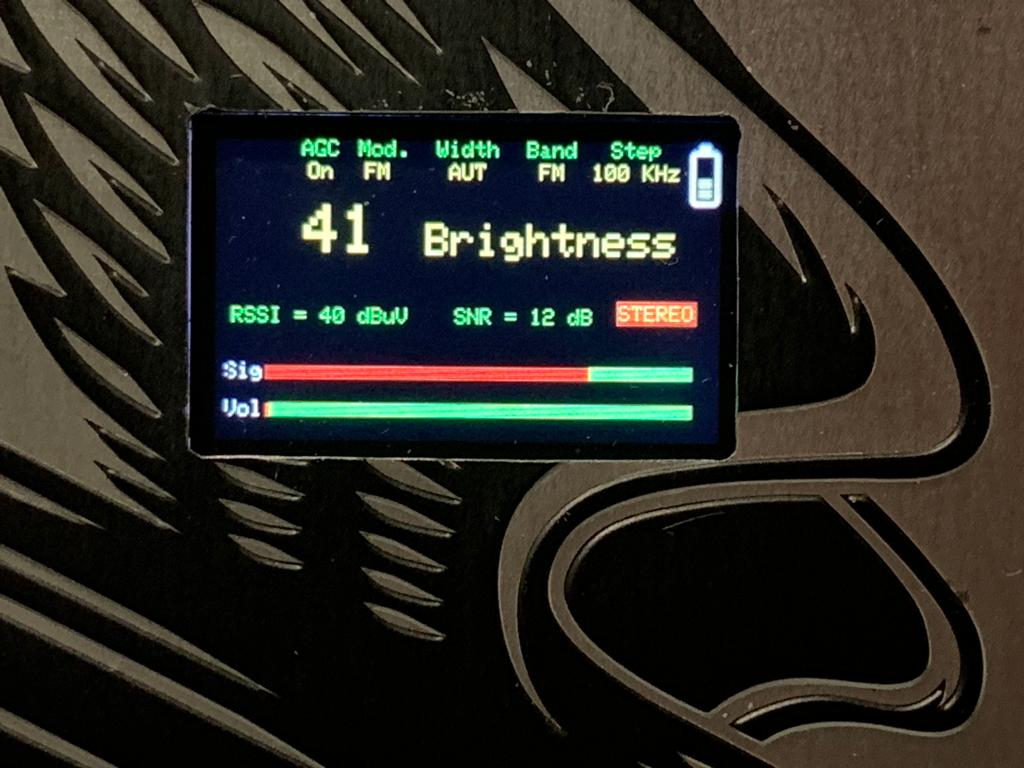 AGC Mod. Width Band Step
On FM AUT FM 100 KHz
41 Brightness
RSSI = 40 dBuV SNR = 12 dB STEREO
Sig
Vol